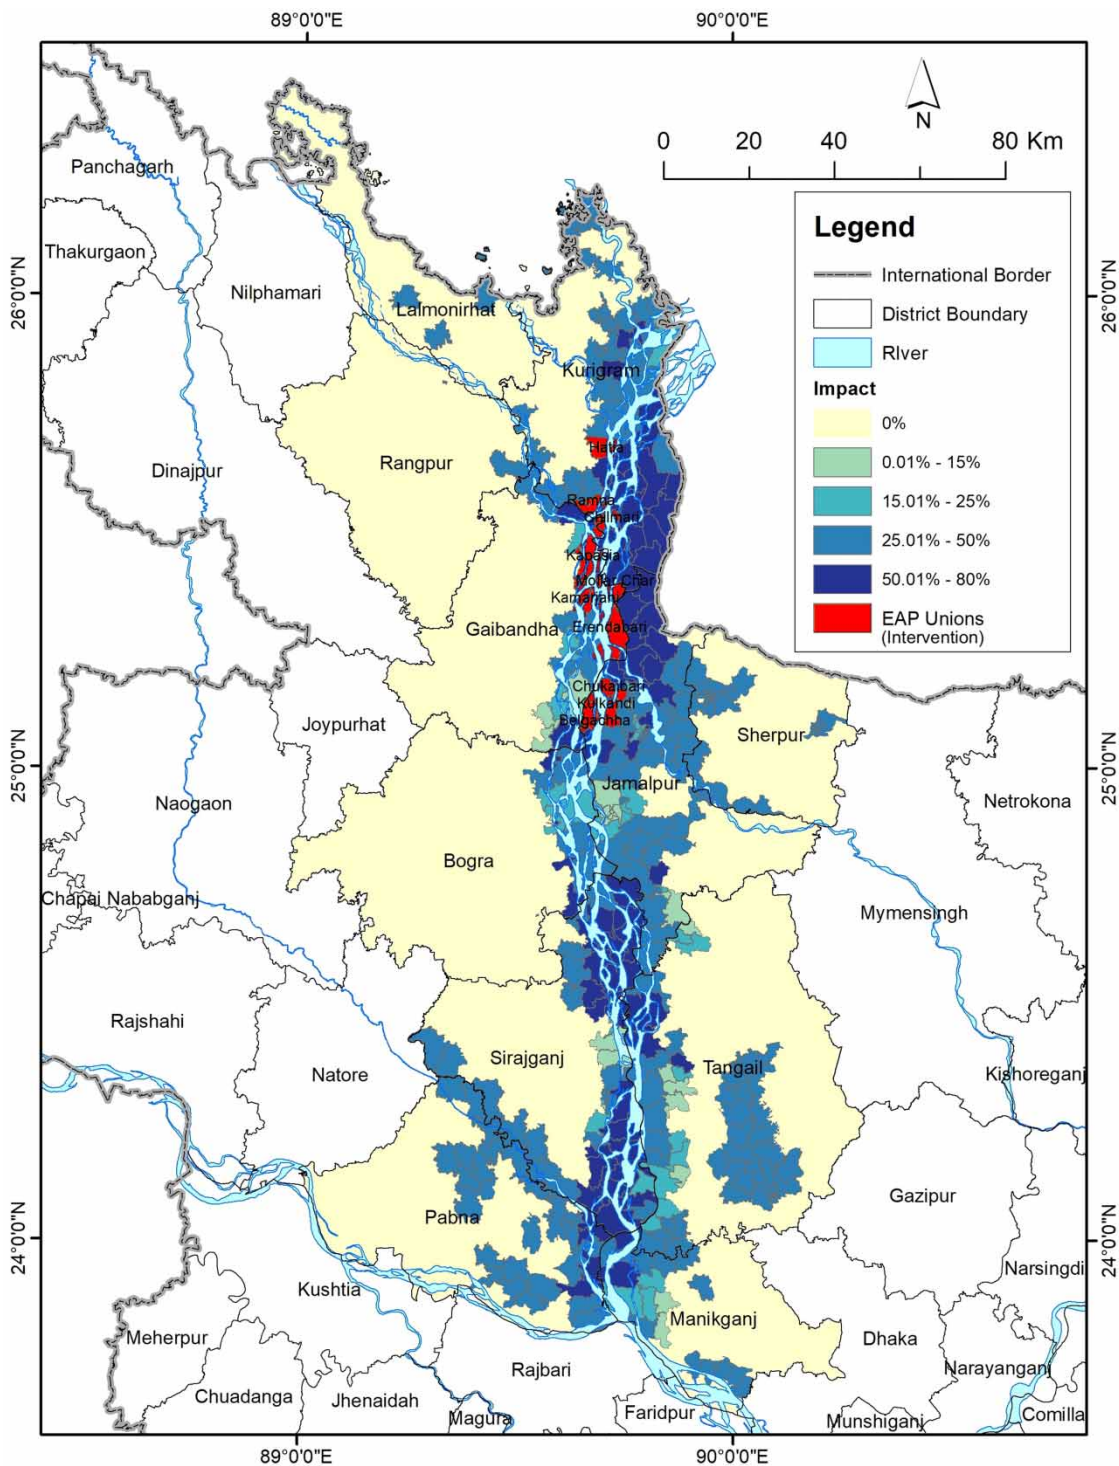 89°0'0"E
90°0'0"E
N
0 20 40 80 Km
Panchagarh
Thakurgaon
Nilphamari
Lalmonirhat
Kurigram
26°0'0"N
26°0'0"N
Legend
International Border
District Boundary
RIver
Impact
0%
0.01% - 15%
15.01% - 25%
25.01% - 50%
50.01% - 80%
EAP Unions
(Intervention)
Dinajpur
Rangpur
Hatia
Ramna
Chilmari
Kapasia
Mollar Char
Kamarjani
Gaibandha
Erendabari
Chukaibari
Kulkandi
Belgachha
Joypurhat
Sherpur
25°0'0"N
25°0'0"N
Jamalpur
Naogaon
Netrokona
Bogra
Chapai Nababganj
Mymensingh
Rajshahi
Sirajganj
Tangail
Natore
Kishoreganj
Gazipur
Pabna
24°0'0"N
24°0'0"N
Narsingdi
Kushtia
Manikganj
Meherpur
Dhaka
Rajbari
Narayanganj
Chuadanga
Jhenaidah
Magura
Faridpur
Munshiganj
Comilla
89°0'0"E
90°0'0"E